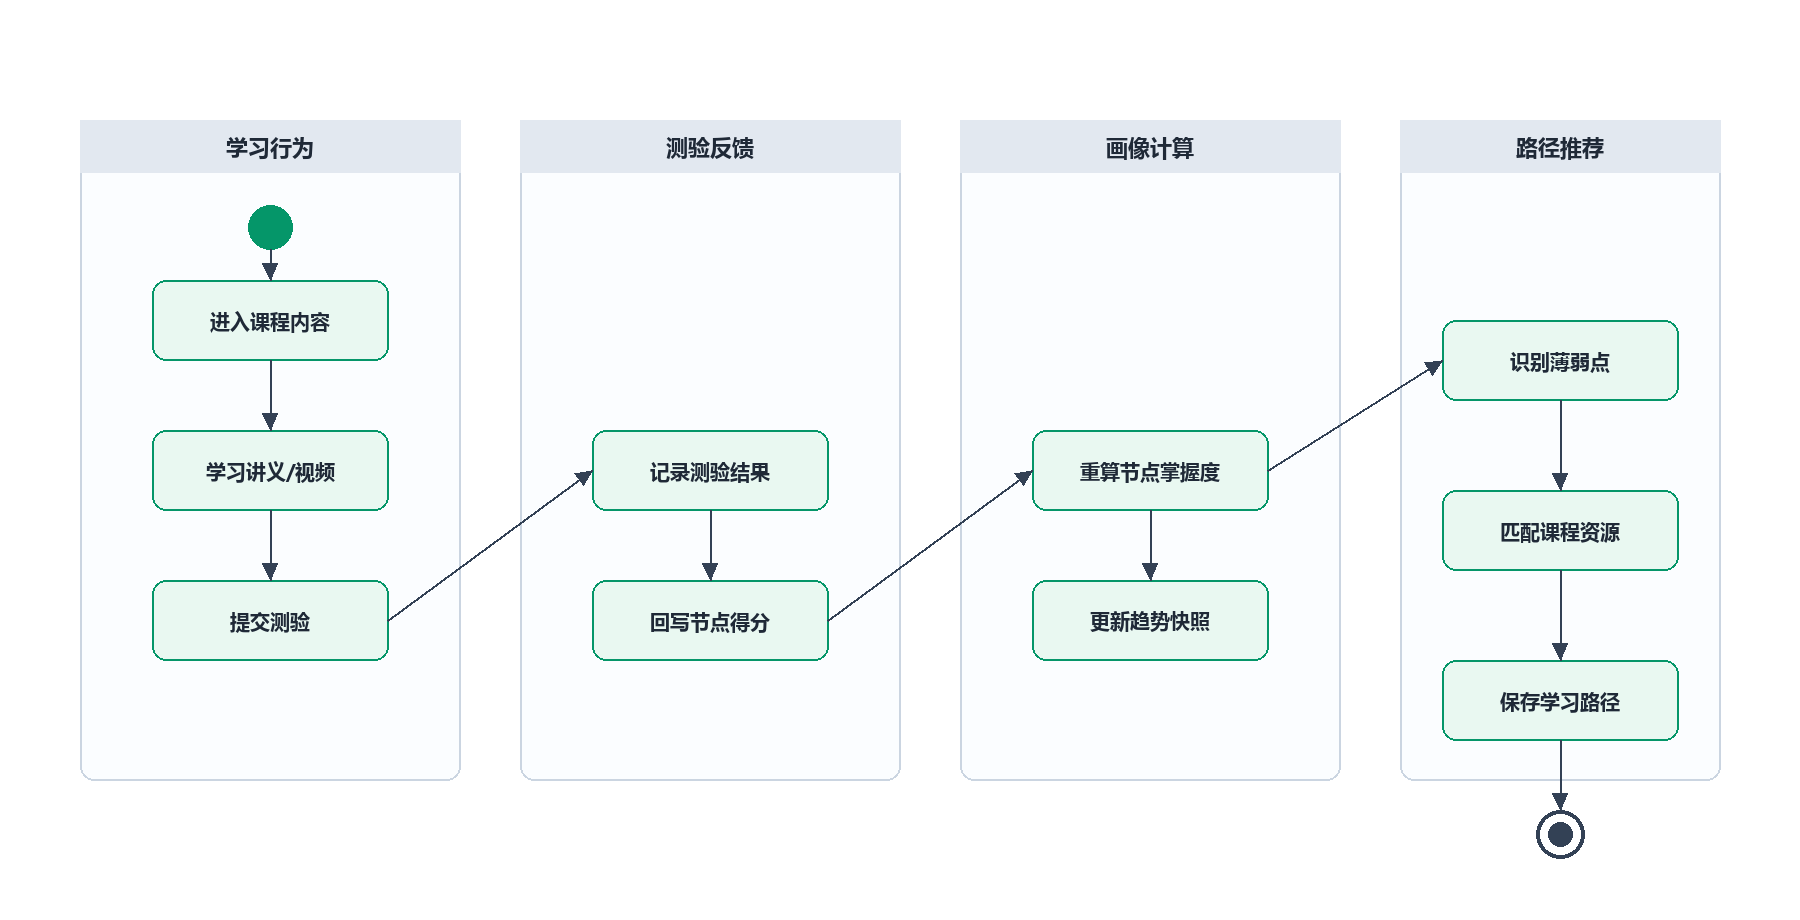 学习行为
进入课程内容
学习讲义/视频
提交测验
测验反馈
记录测验结果
回写节点得分
画像计算
重算节点掌握度
更新趋势快照
路径推荐
识别薄弱点
匹配课程资源
保存学习路径